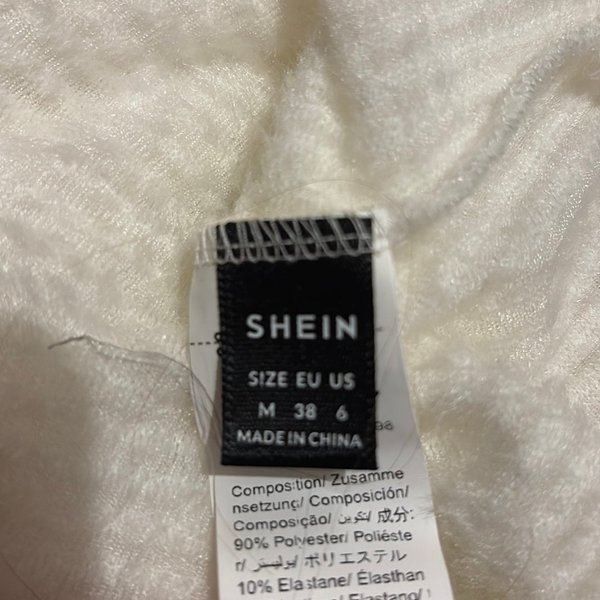 SHEIN
SIZE EU US
M 38 6
MADE IN CHINA
Composition/ Zusamme
nsetzung/ Composición/
Composição/ تكوين/ 成分:
90% Polyester/ Poliéste
r/ بوليستر/ ポリエステル
10% Elastane/ Élasthan